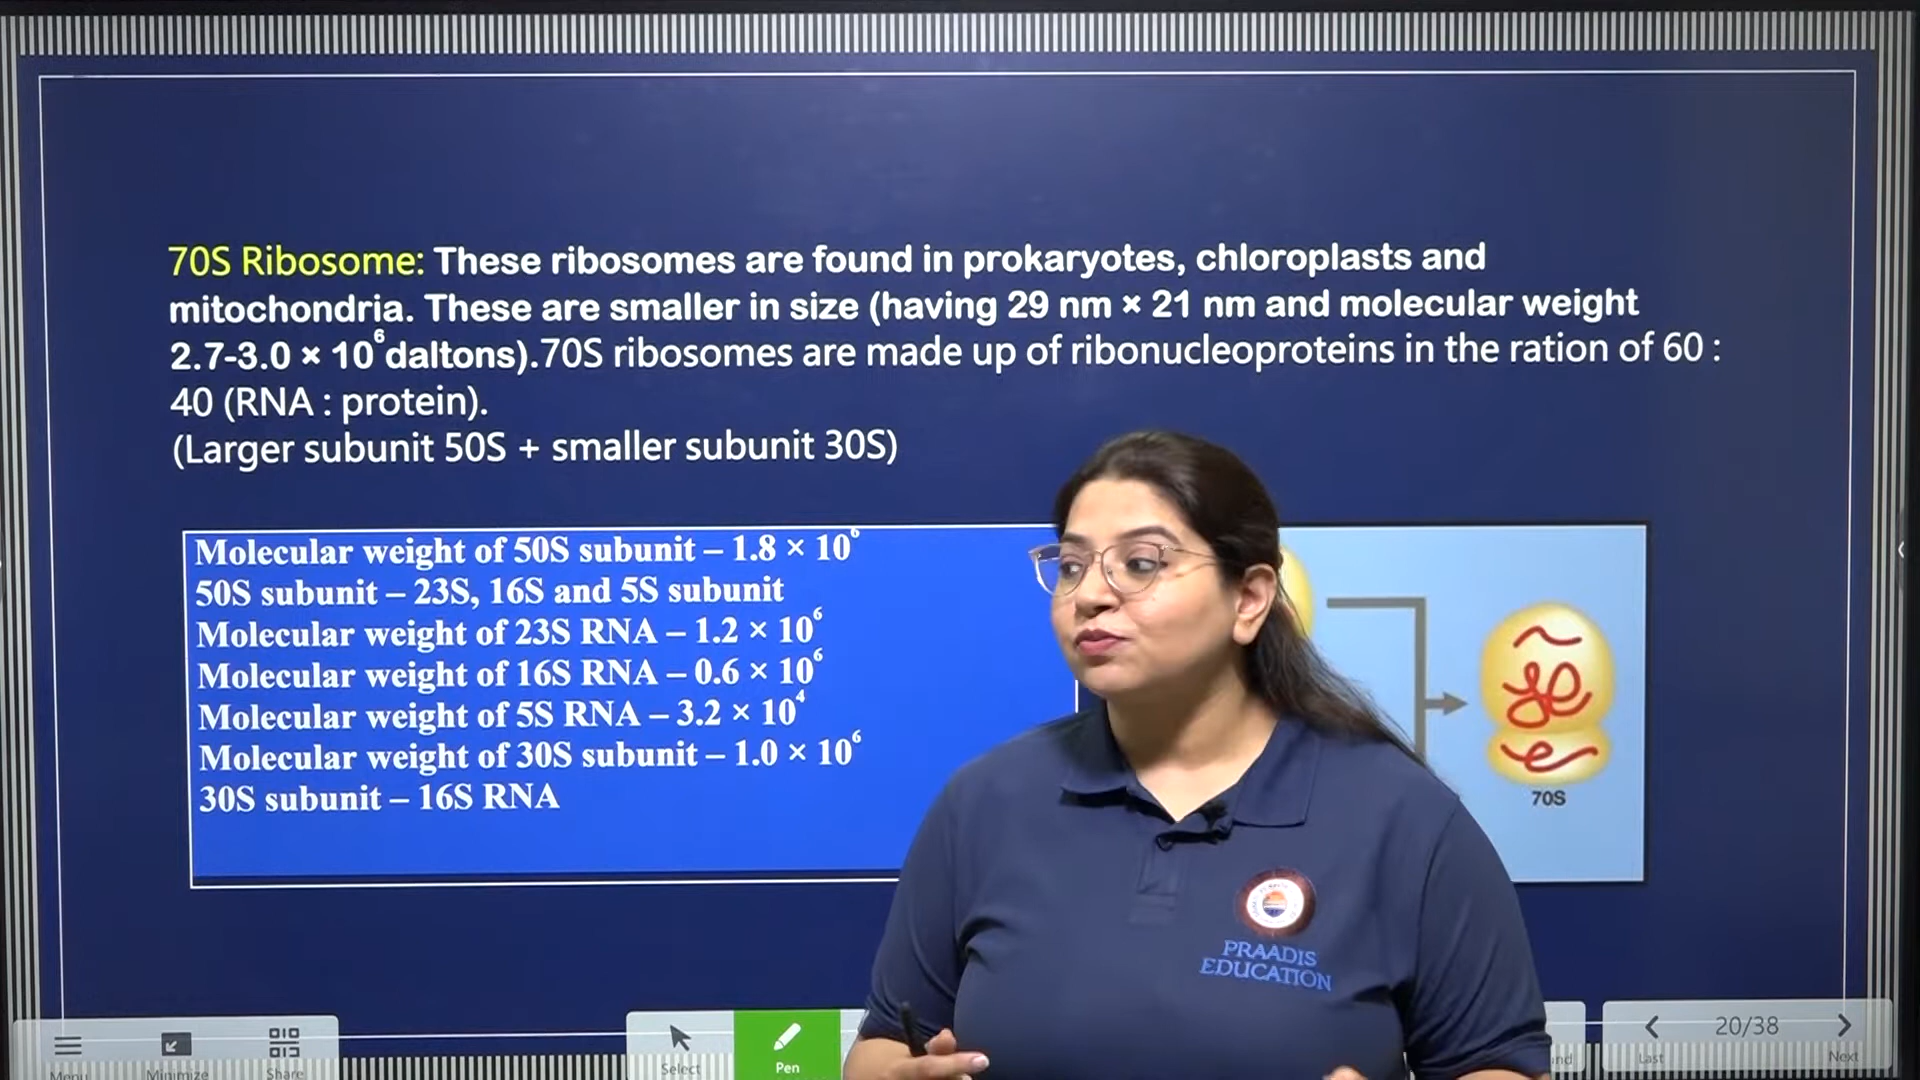 70S Ribosome: These ribosomes are found in prokaryotes, chloroplasts and
mitochondria. These are smaller in size (having 29 nm × 21 nm and molecular weight
2.7-3.0 × 10⁶ daltons).70S ribosomes are made up of ribonucleoproteins in the ration of 60 :
40 (RNA : protein).
(Larger subunit 50S + smaller subunit 30S)
Molecular weight of 50S subunit – 1.8 × 10⁶
50S subunit – 23S, 16S and 5S subunit
Molecular weight of 23S RNA – 1.2 × 10⁶
Molecular weight of 16S RNA – 0.6 × 10⁶
Molecular weight of 5S RNA – 3.2 × 10⁴
Molecular weight of 30S subunit – 1.0 × 10⁶
30S subunit – 16S RNA
70S
PRAADIS
EDUCATION
Menu Minimize Share Select Pen Last 20/38 Next